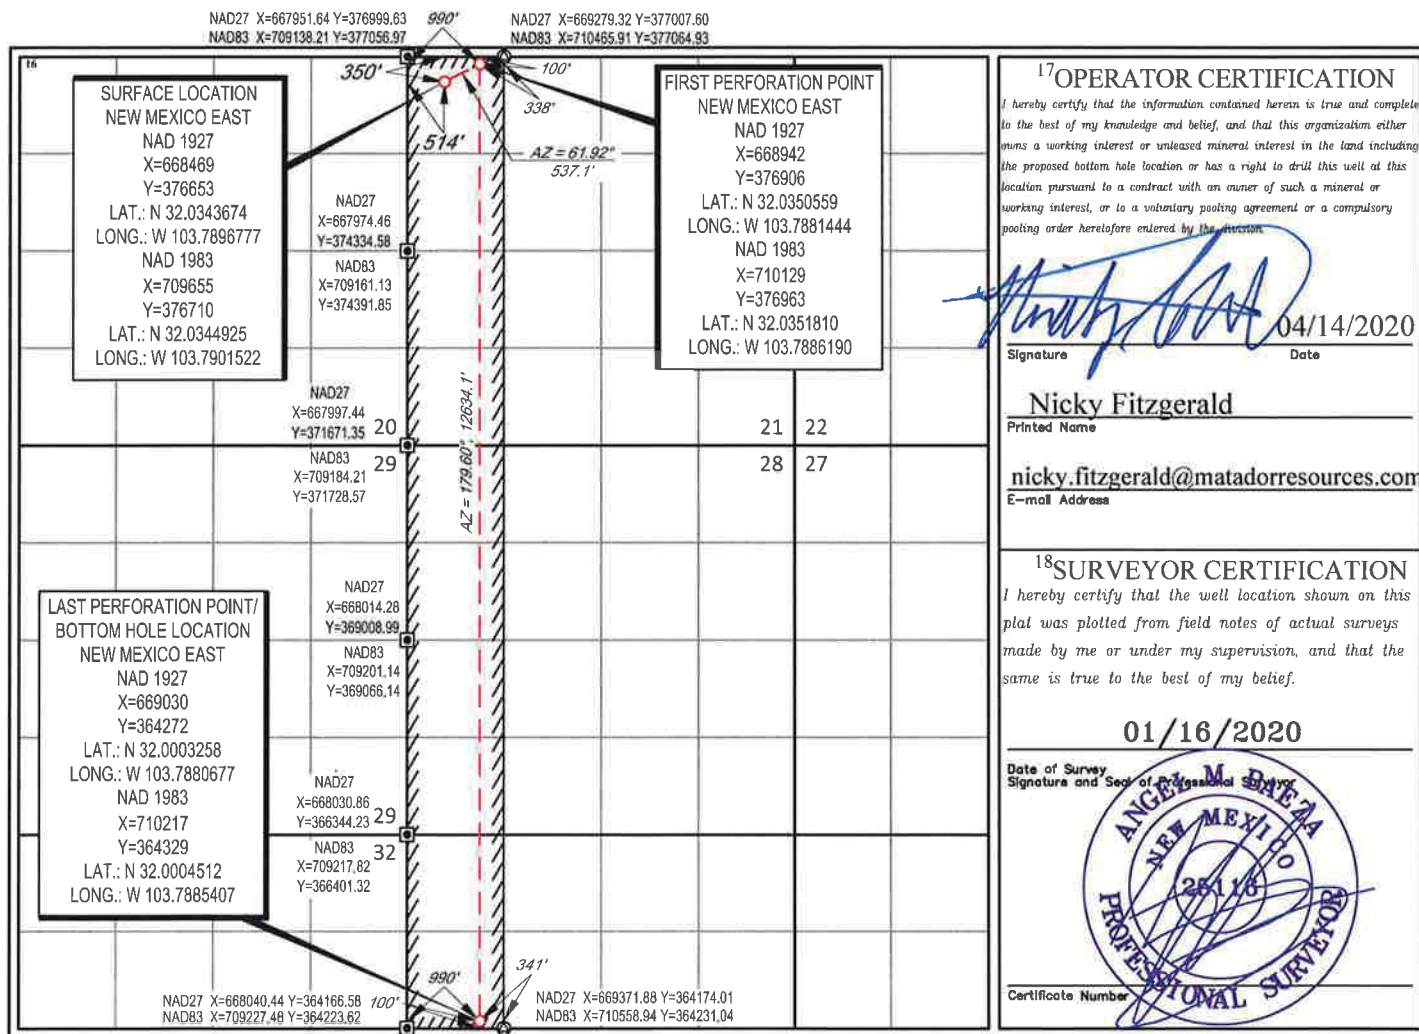 NAD27 X=667951.64 Y=376999.63
NAD83 X=709138.21 Y=377056.97
990'
NAD27 X=669279.32 Y=377007.60
NAD83 X=710465.91 Y=377064.93
16
350'
100'
338'
514'
AZ = 61.92°
537.1'
SURFACE LOCATION
NEW MEXICO EAST
NAD 1927
X=668469
Y=376653
LAT.: N 32.0343674
LONG.: W 103.7896777
NAD 1983
X=709655
Y=376710
LAT.: N 32.0344925
LONG.: W 103.7901522
FIRST PERFORATION POINT
NEW MEXICO EAST
NAD 1927
X=668942
Y=376906
LAT.: N 32.0350559
LONG.: W 103.7881444
NAD 1983
X=710129
Y=376963
LAT.: N 32.0351810
LONG.: W 103.7886190
NAD27
X=667974.46
Y=374334.58
NAD83
X=709161.13
Y=374391.85
NAD27
X=667997.44
Y=371671.35
20
21
22
29
28
27
NAD83
X=709184.21
Y=371728.57
AZ = 179.60°, 12634.1'
NAD27
X=668014.28
Y=369008.99
NAD83
X=709201.14
Y=369066.14
LAST PERFORATION POINT/
BOTTOM HOLE LOCATION
NEW MEXICO EAST
NAD 1927
X=669030
Y=364272
LAT.: N 32.0003258
LONG.: W 103.7880677
NAD 1983
X=710217
Y=364329
LAT.: N 32.0004512
LONG.: W 103.7885407
NAD27
X=668030.86
Y=366344.23
29
32
NAD83
X=709217.82
Y=366401.32
990'
341'
NAD27 X=668040.44 Y=364166.58
NAD83 X=709227.48 Y=364223.62
100'
NAD27 X=669371.88 Y=364174.01
NAD83 X=710558.94 Y=364231.04
17 OPERATOR CERTIFICATION
I hereby certify that the information contained herein is true and complete
to the best of my knowledge and belief, and that this organization either
owns a working interest or unleased mineral interest in the land including
the proposed bottom hole location or has a right to drill this well at this
location pursuant to a contract with an owner of such a mineral or
working interest, or to a voluntary pooling agreement or a compulsory
pooling order heretofore entered by the division.
04/14/2020
Signature
Date
Nicky Fitzgerald
Printed Name
nicky.fitzgerald@matadorresources.com
E-mail Address
18 SURVEYOR CERTIFICATION
I hereby certify that the well location shown on this
plat was plotted from field notes of actual surveys
made by me or under my supervision, and that the
same is true to the best of my belief.
01/16/2020
Date of Survey
Signature and Seal of Professional Surveyor
ANGEL M. BAEZA
NEW MEXICO
25116
PROFESSIONAL SURVEYOR
Certificate Number